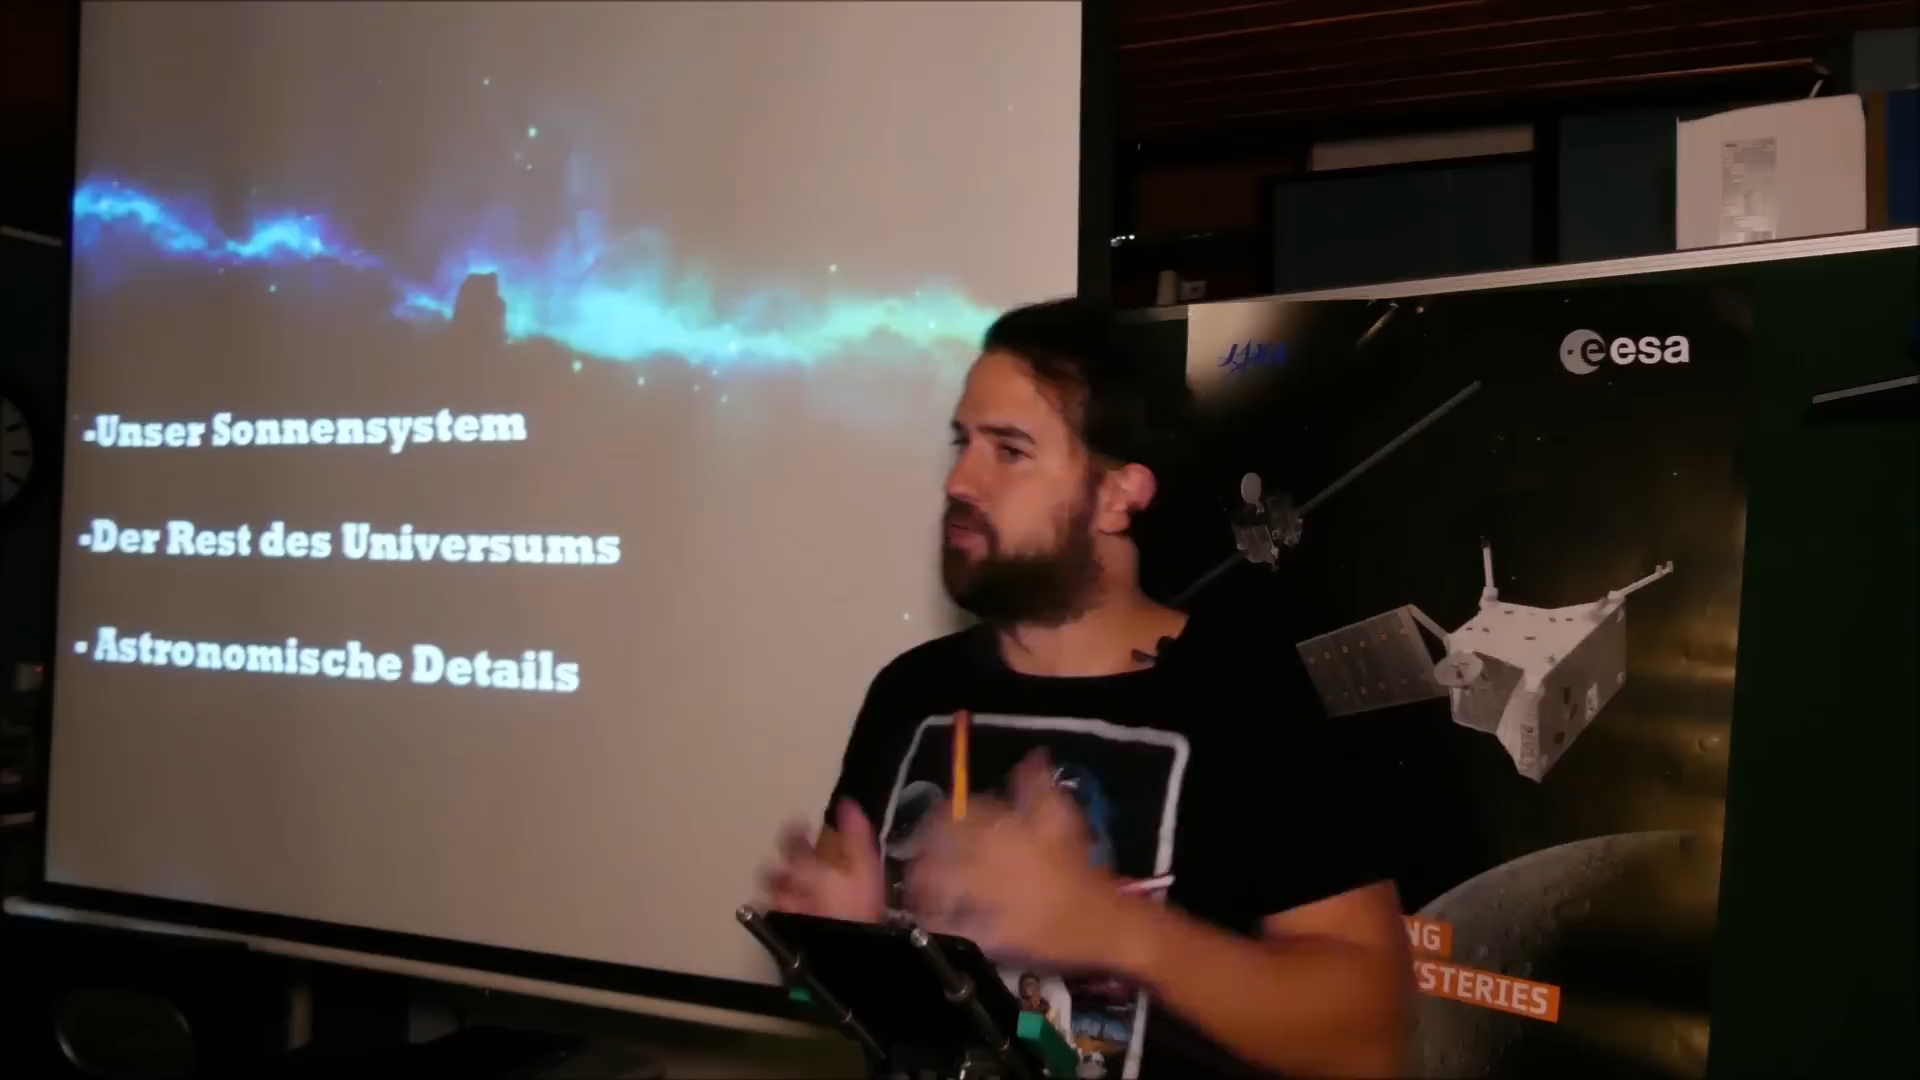 -Unser Sonnensystem
-Der Rest des Universums
- Astronomische Details
esa
NG
YSTERIES